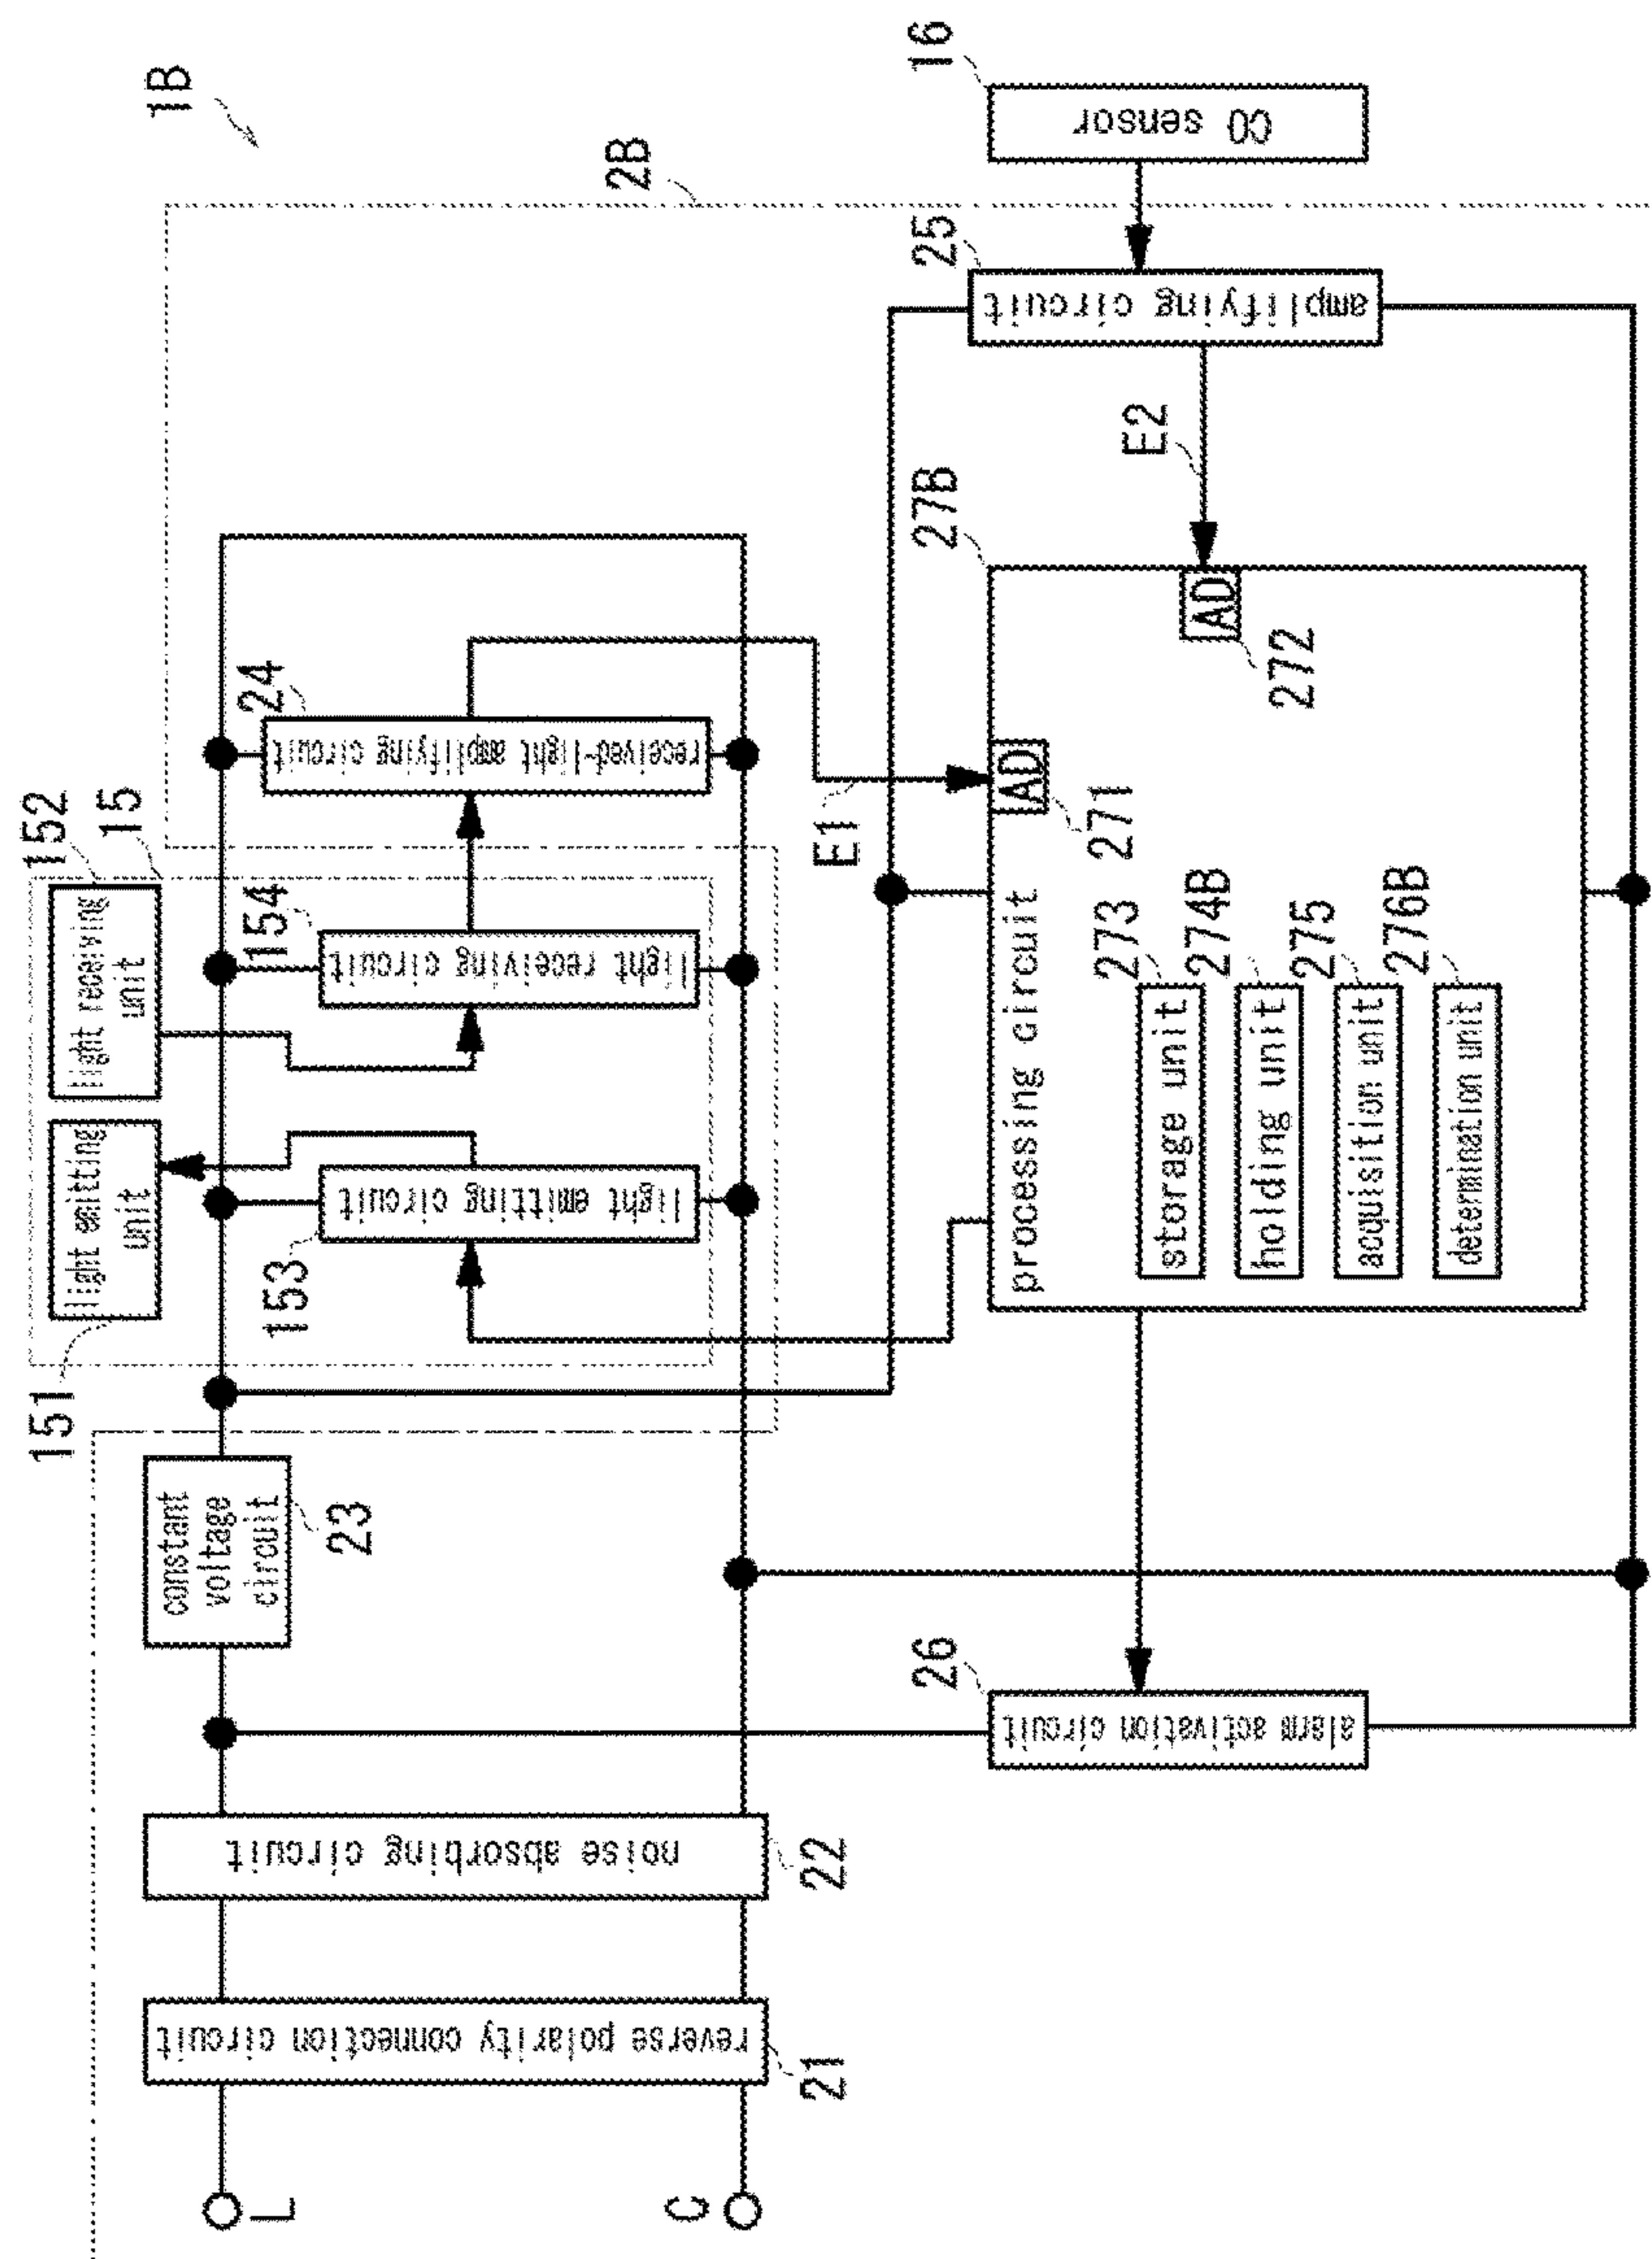 1B
2B
16
CO sensor
25
amplifying circuit
E2
27B
AD
272
24
received-light amplifying circuit
E1
AD
271
152
15
light receiving
unit
154
light receiving circuit
light emitting
unit
151
153
light emitting circuit
processing circuit
273
storage unit
274B
holding unit
275
acquisition unit
276B
determination unit
constant
voltage
circuit
23
26
alarm activation circuit
noise absorbing circuit
22
reverse polarity connection circuit
21
L
C